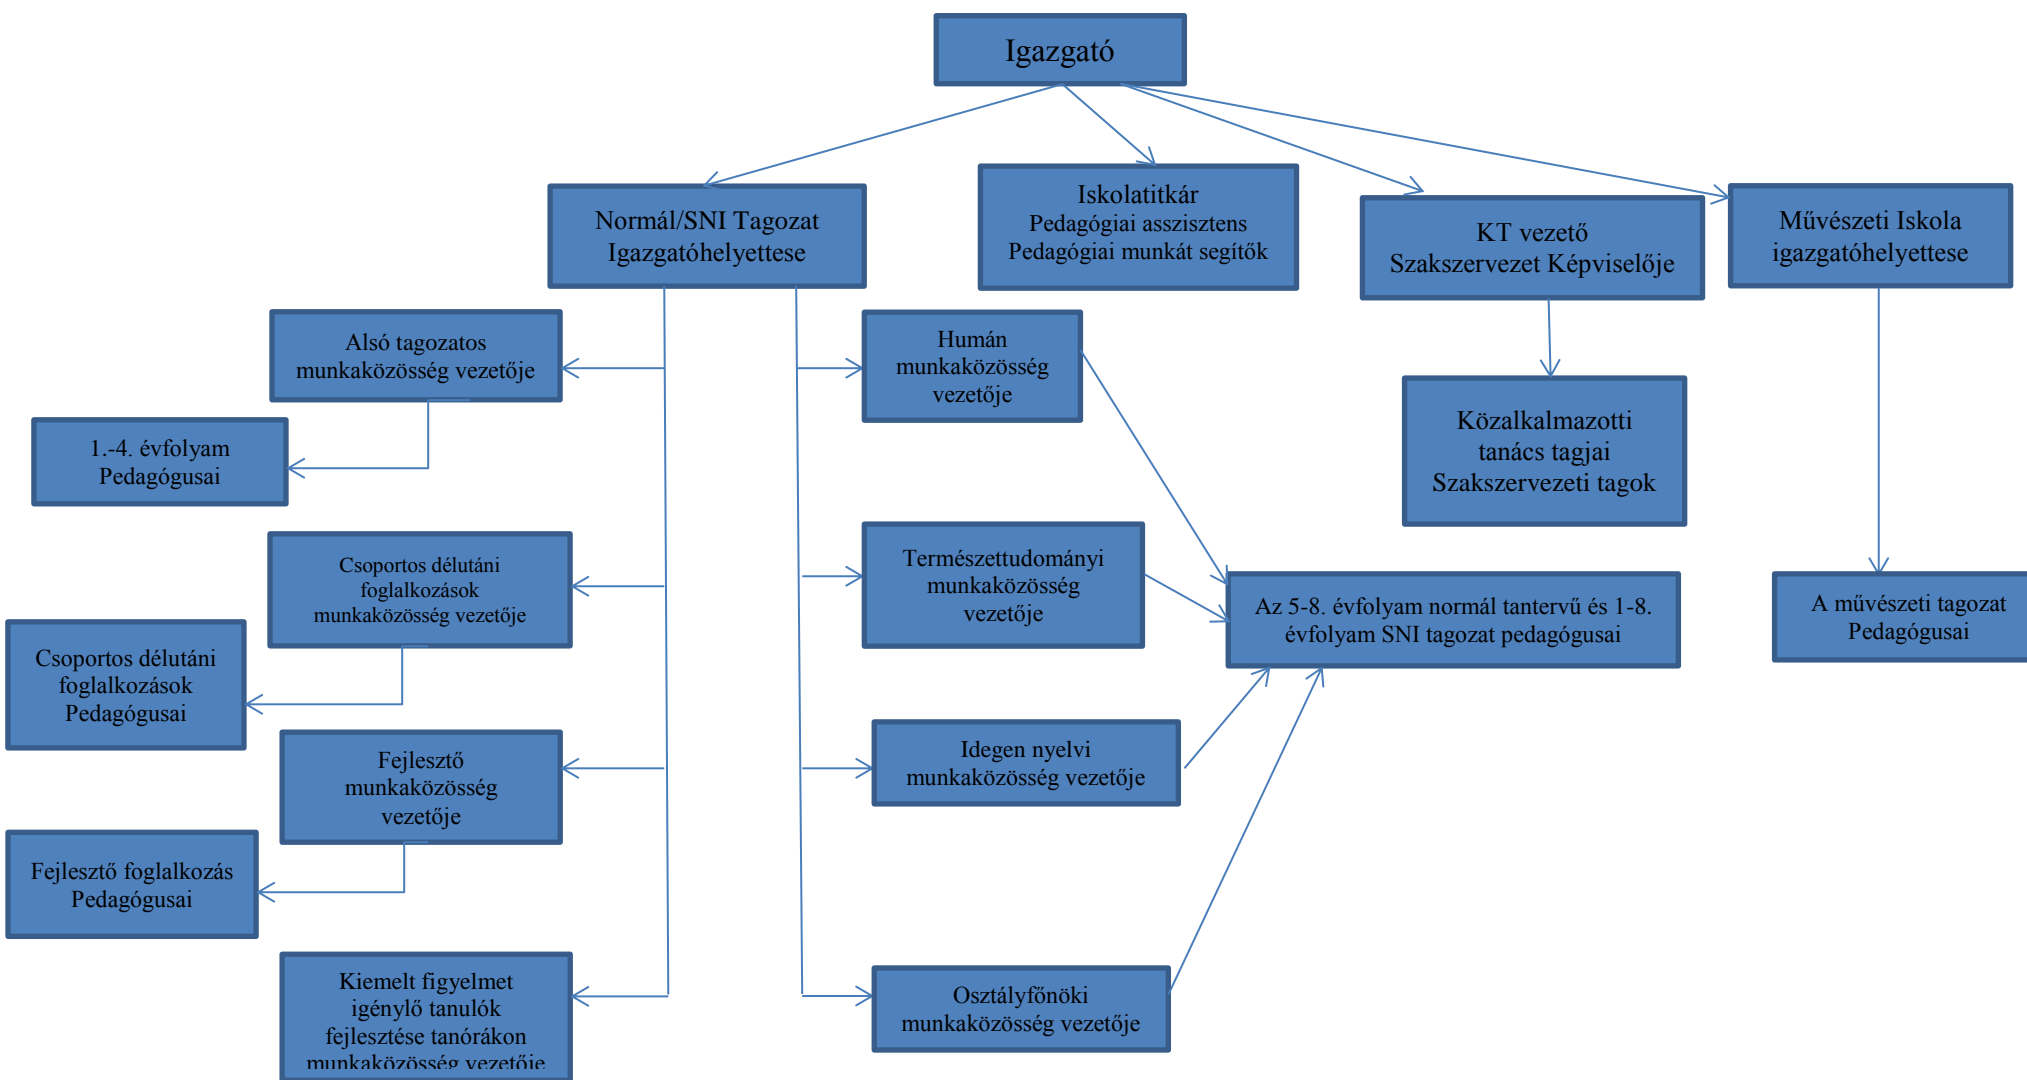 Igazgató
Normál/SNI Tagozat
Igazgatóhelyettese
Iskolatitkár
Pedagógiai asszisztens
Pedagógiai munkát segítők
KT vezető
Szakszervezet Képviselője
Művészeti Iskola
igazgatóhelyettese
Alsó tagozatos
munkaközösség vezetője
Humán
munkaközösség
vezetője
1.-4. évfolyam
Pedagógusai
Közalkalmazotti
tanács tagjai
Szakszervezeti tagok
Csoportos délutáni
foglalkozások
munkaközösség vezetője
Természettudományi
munkaközösség
vezetője
Az 5-8. évfolyam normál tantervű és 1-8.
évfolyam SNI tagozat pedagógusai
A művészeti tagozat
Pedagógusai
Csoportos délutáni
foglalkozások
Pedagógusai
Fejlesztő
munkaközösség
vezetője
Idegen nyelvi
munkaközösség vezetője
Fejlesztő foglalkozás
Pedagógusai
Kiemelt figyelmet
igénylő tanulók
fejlesztése tanórákon
munkaközösség vezetője
Osztályfőnöki
munkaközösség vezetője